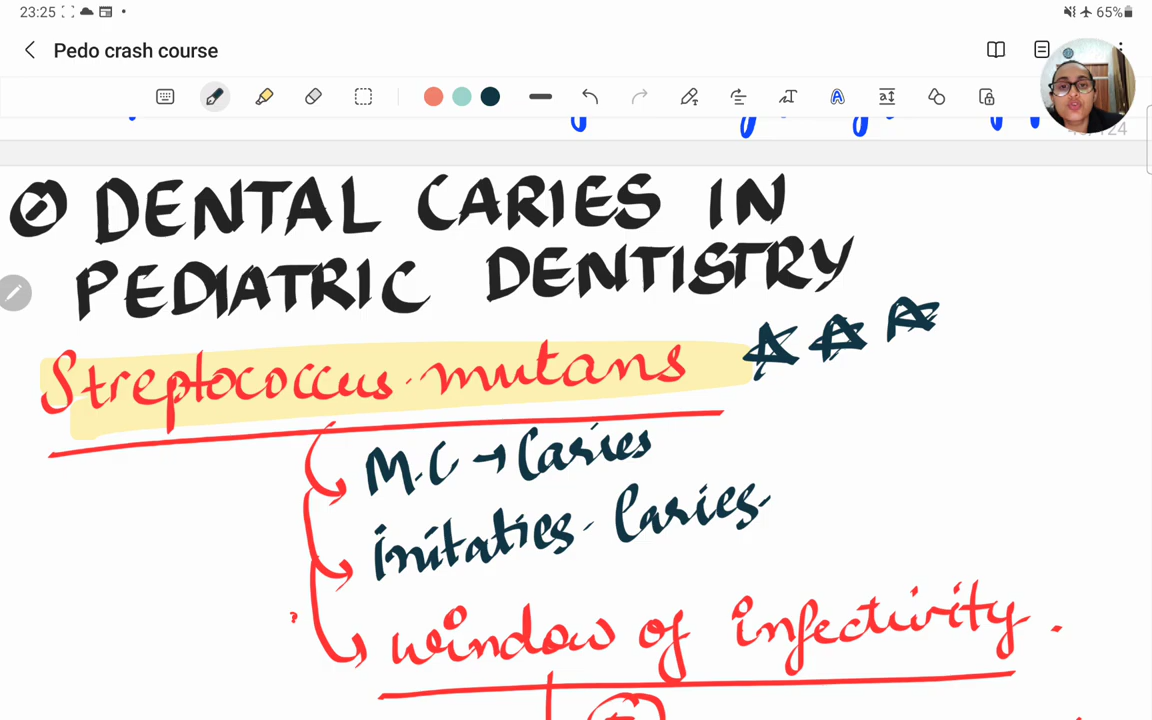 23:25
65%
Pedo crash course
124
DENTAL CARIES IN
PEDIATRIC DENTISTRY
Streptococcus mutans
M.C → Caries
initaties Caries
window of infectivity.